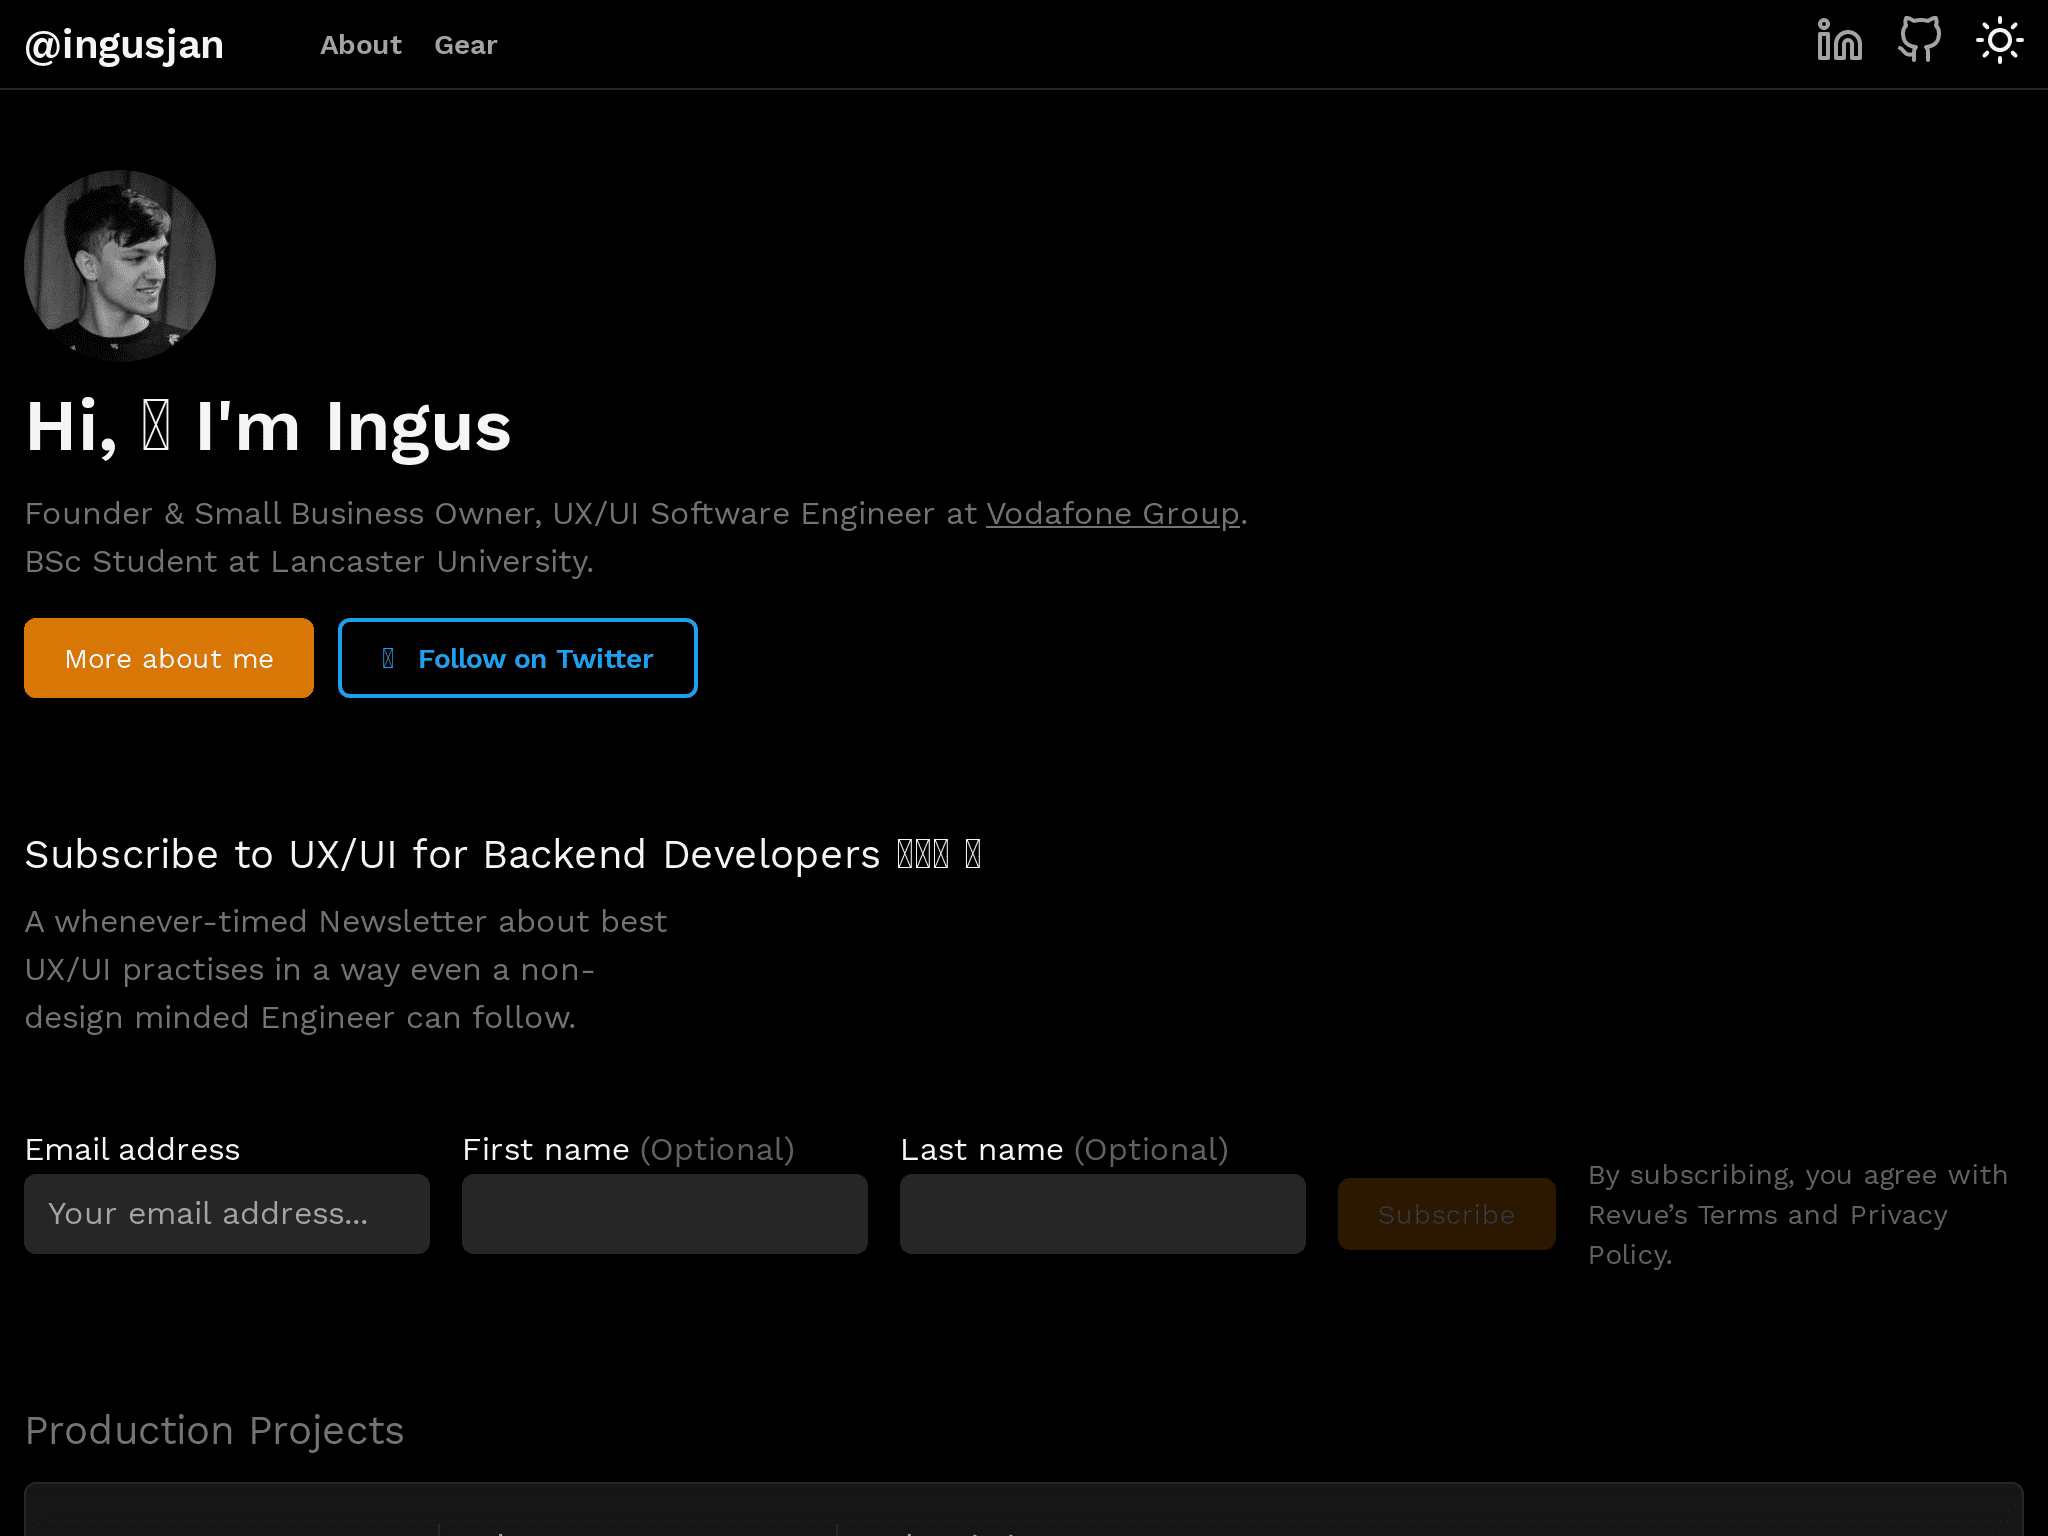 @ingusjan About Gear
Hi, I'm Ingus
Founder & Small Business Owner, UX/UI Software Engineer at Vodafone Group.
BSc Student at Lancaster University.
More about me Follow on Twitter
Subscribe to UX/UI for Backend Developers
A whenever-timed Newsletter about best
UX/UI practises in a way even a non-
design minded Engineer can follow.
Email address
Your email address...
First name (Optional)
Last name (Optional)
Subscribe
By subscribing, you agree with
Revue’s Terms and Privacy
Policy.
Production Projects